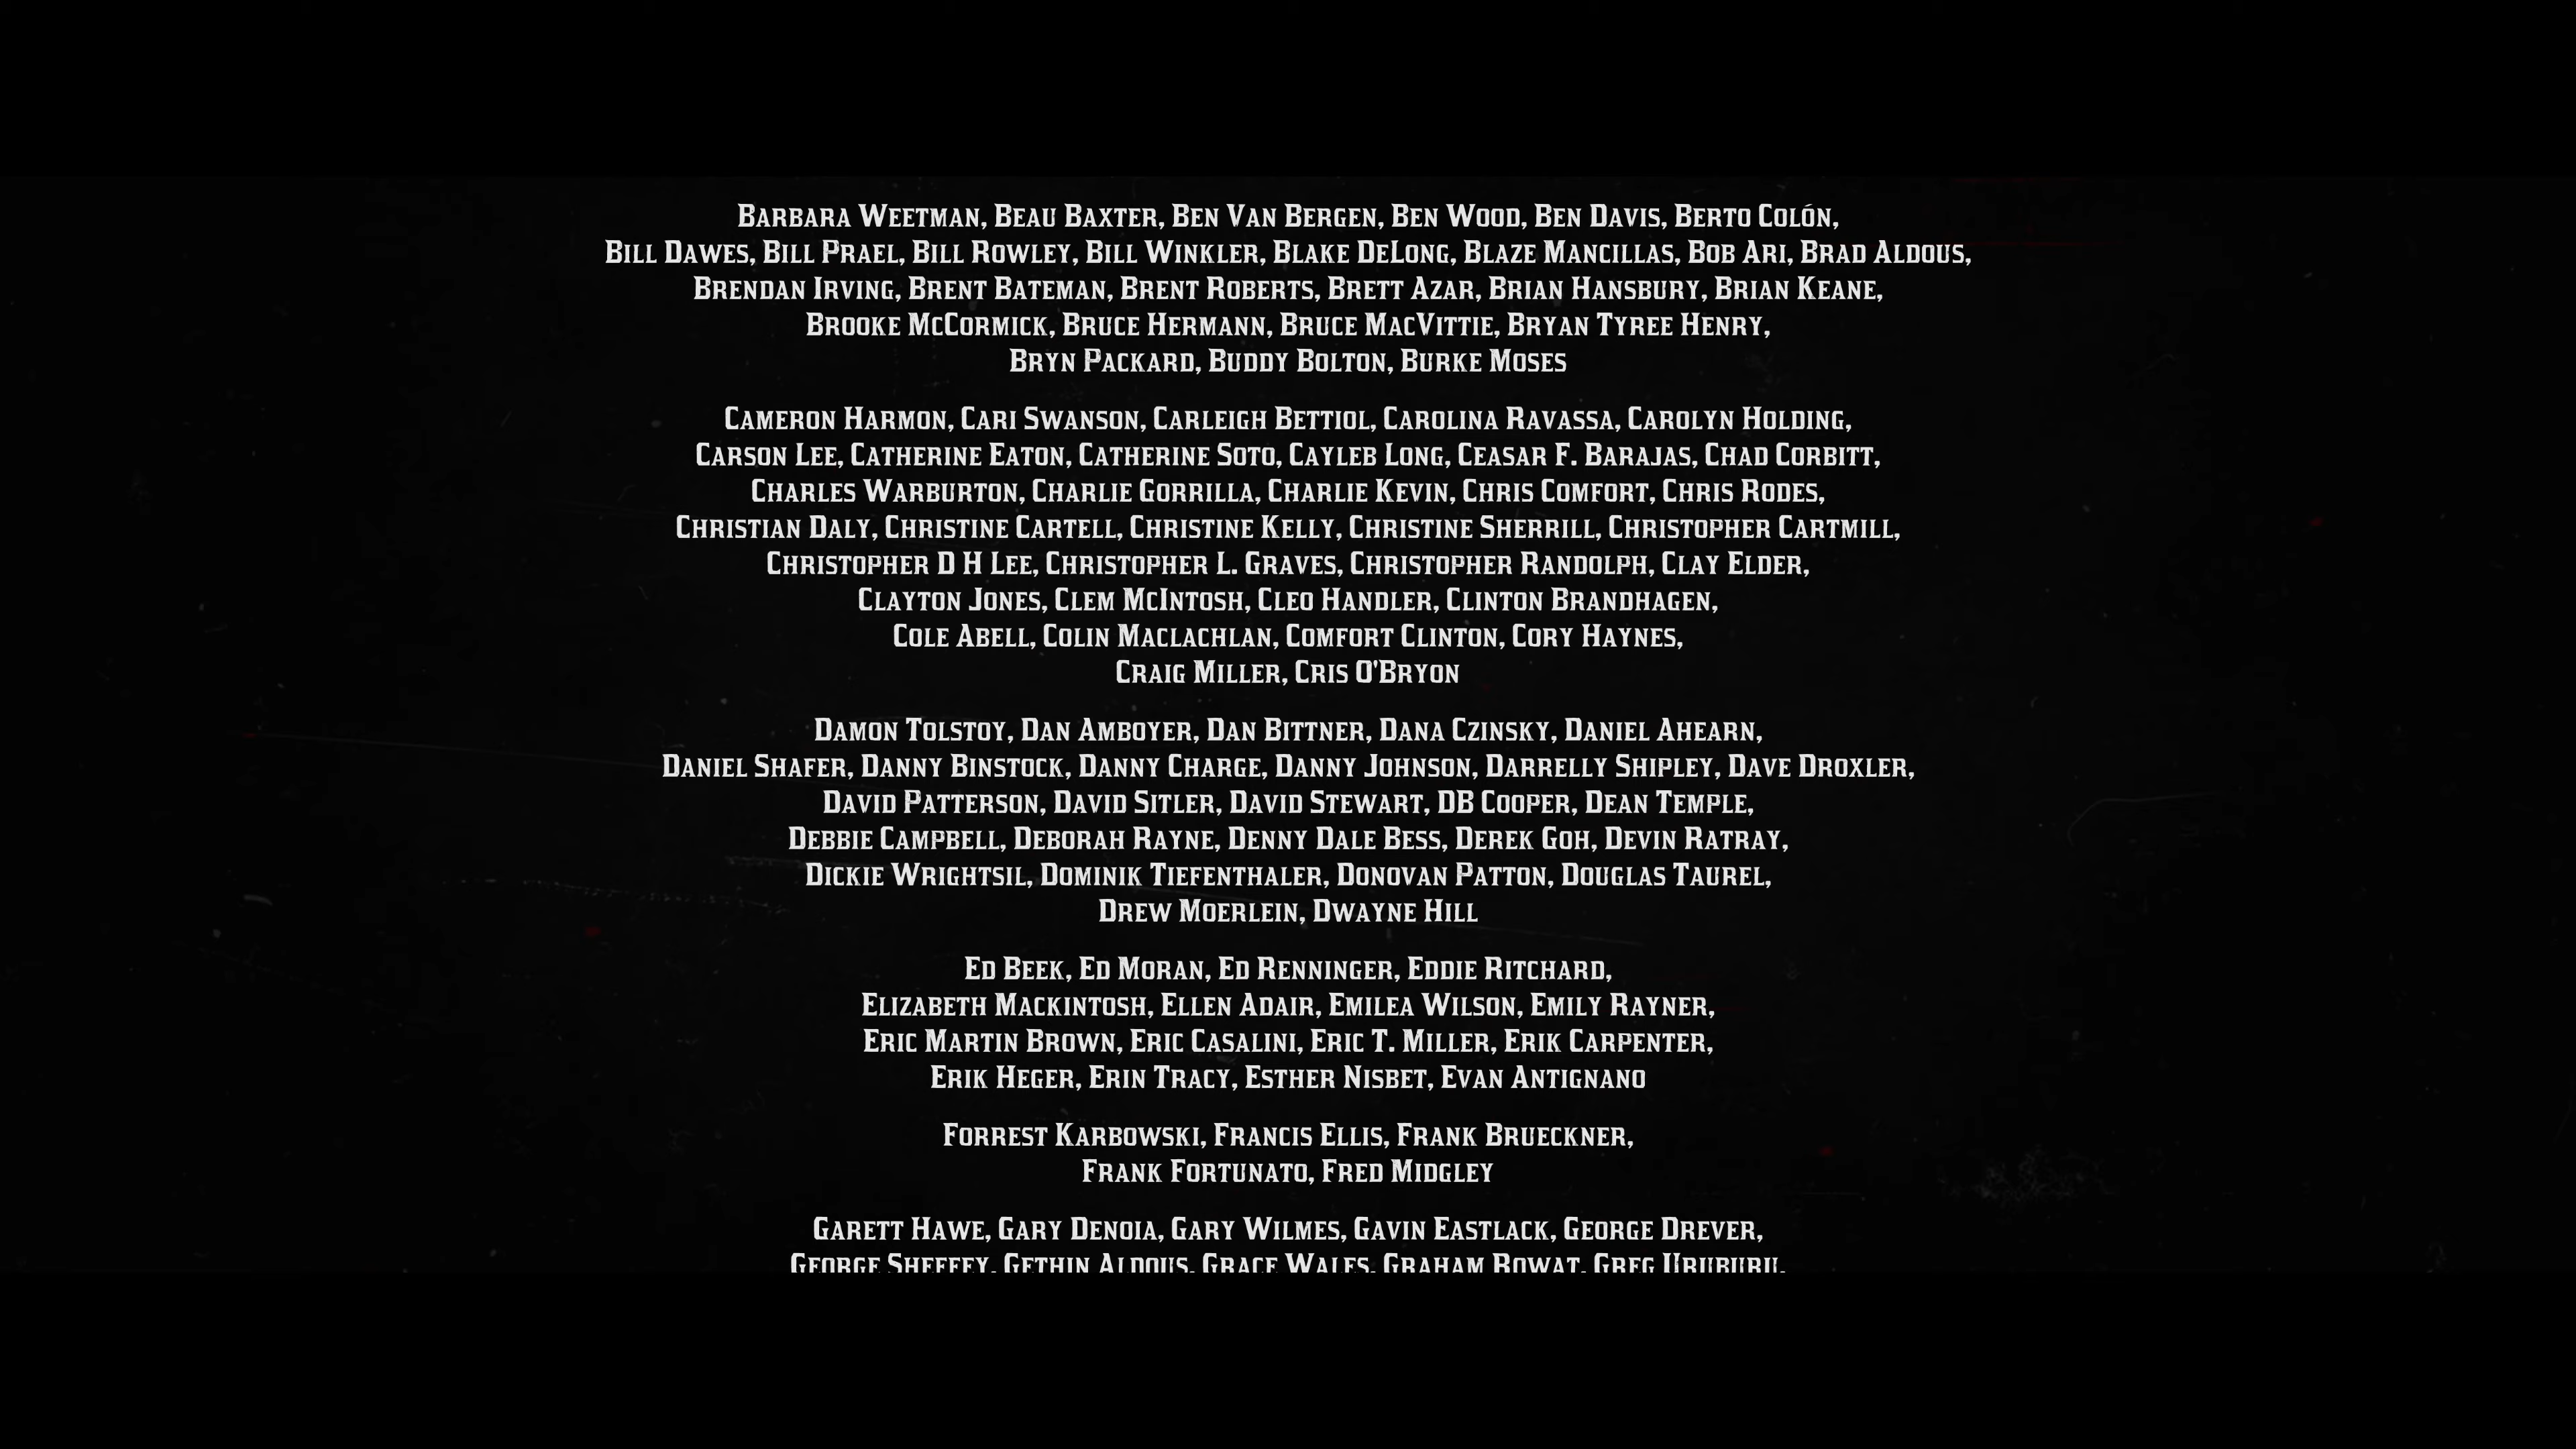 Barbara Weetman, Beau Baxter, Ben Van Bergen, Ben Wood, Ben Davis, Berto Colón,
Bill Dawes, Bill Prael, Bill Rowley, Bill Winkler, Blake DeLong, Blaze Mancillas, Bob Ari, Brad Aldous,
Brendan Irving, Brent Bateman, Brent Roberts, Brett Azar, Brian Hansbury, Brian Keane,
Brooke McCormick, Bruce Hermann, Bruce MacVittie, Bryan Tyree Henry,
Bryn Packard, Buddy Bolton, Burke Moses
Cameron Harmon, Cari Swanson, Carleigh Bettiol, Carolina Ravassa, Carolyn Holding,
Carson Lee, Catherine Eaton, Catherine Soto, Cayleb Long, Ceasar F. Barajas, Chad Corbitt,
Charles Warburton, Charlie Gorrilla, Charlie Kevin, Chris Comfort, Chris Rodes,
Christian Daly, Christine Cartell, Christine Kelly, Christine Sherrill, Christopher Cartmill,
Christopher D H Lee, Christopher L. Graves, Christopher Randolph, Clay Elder,
Clayton Jones, Clem McIntosh, Cleo Handler, Clinton Brandhagen,
Cole Abell, Colin Maclachlan, Comfort Clinton, Cory Haynes,
Craig Miller, Cris O'Bryon
Damon Tolstoy, Dan Amboyer, Dan Bittner, Dana Czinsky, Daniel Ahearn,
Daniel Shafer, Danny Binstock, Danny Charge, Danny Johnson, Darrelly Shipley, Dave Droxler,
David Patterson, David Sitler, David Stewart, DB Cooper, Dean Temple,
Debbie Campbell, Deborah Rayne, Denny Dale Bess, Derek Goh, Devin Ratray,
Dickie Wrightsil, Dominik Tiefenthaler, Donovan Patton, Douglas Taurel,
Drew Moerlein, Dwayne Hill
Ed Beek, Ed Moran, Ed Renninger, Eddie Ritchard,
Elizabeth Mackintosh, Ellen Adair, Emilea Wilson, Emily Rayner,
Eric Martin Brown, Eric Casalini, Eric T. Miller, Erik Carpenter,
Erik Heger, Erin Tracy, Esther Nisbet, Evan Antignano
Forrest Karbowski, Francis Ellis, Frank Brueckner,
Frank Fortunato, Fred Midgley
Garett Hawe, Gary Denoia, Gary Wilmes, Gavin Eastlack, George Drever,
George Sheffey, Gethin Aldous, Grace Wales, Graham Rowat, Greg Uruburu,